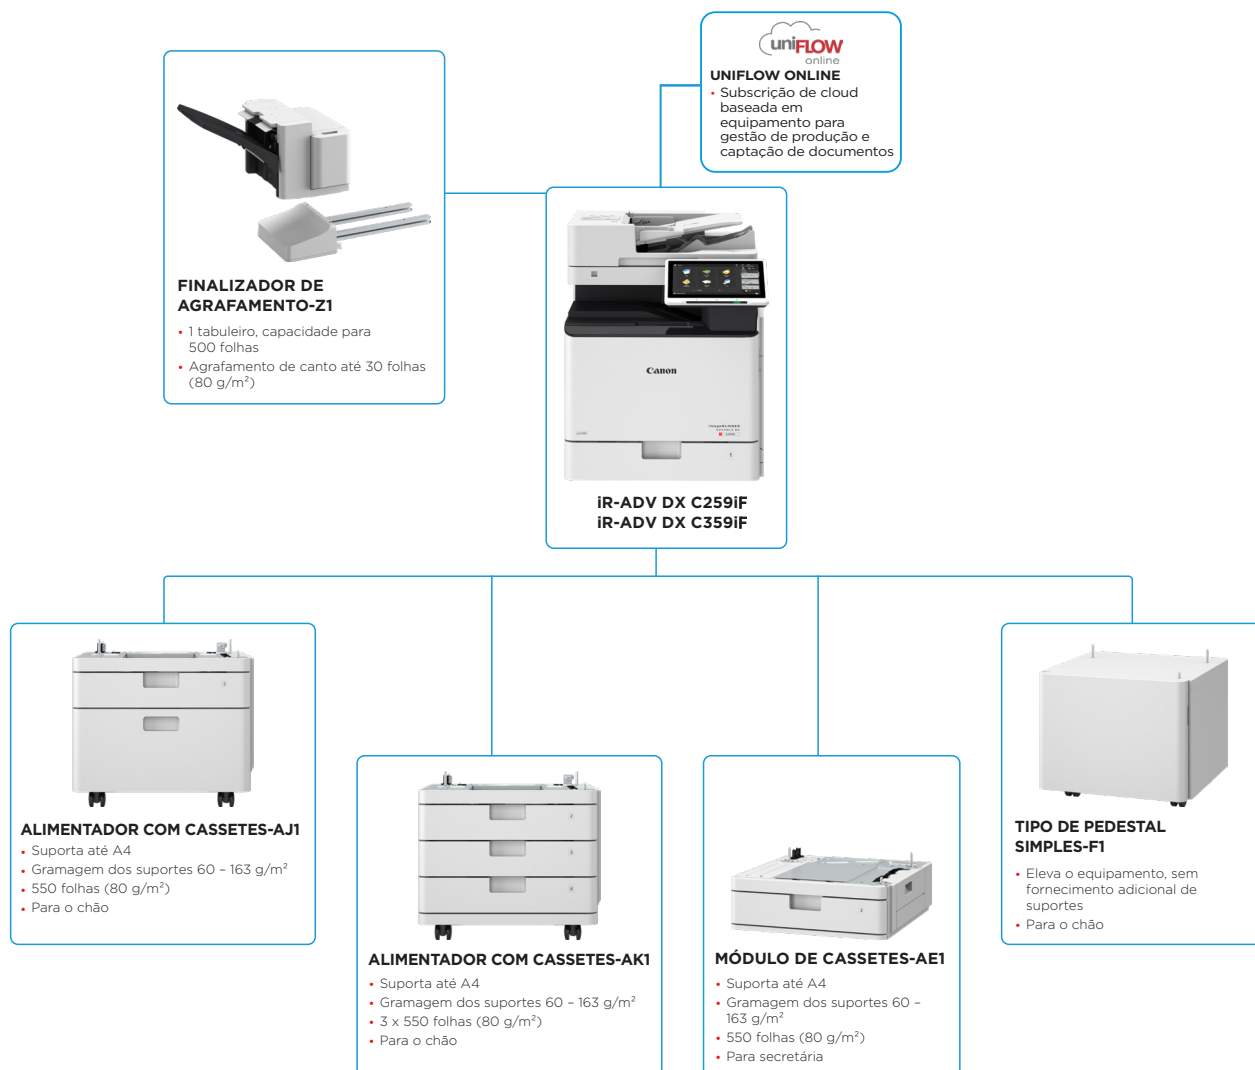 uniFLOW
online
UNIFLOW ONLINE
• Subscrição de cloud
baseada em
equipamento para
gestão de produção e
captação de documentos
FINALIZADOR DE
AGRAFAMENTO-Z1
• 1 tabuleiro, capacidade para
500 folhas
• Agrafamento de canto até 30 folhas
(80 g/m²)
Canon
imageRUNNER
ADVANCE DX
1
iR-ADV DX C259iF
iR-ADV DX C359iF
ALIMENTADOR COM CASSETES-AJ1
• Suporta até A4
• Gramagem dos suportes 60 – 163 g/m²
• 550 folhas (80 g/m²)
• Para o chão
ALIMENTADOR COM CASSETES-AK1
• Suporta até A4
• Gramagem dos suportes 60 – 163 g/m²
• 3 x 550 folhas (80 g/m²)
• Para o chão
MÓDULO DE CASSETES-AE1
• Suporta até A4
• Gramagem dos suportes 60 –
163 g/m²
• 550 folhas (80 g/m²)
• Para secretária
TIPO DE PEDESTAL
SIMPLES-F1
• Eleva o equipamento, sem
fornecimento adicional de
suportes
• Para o chão